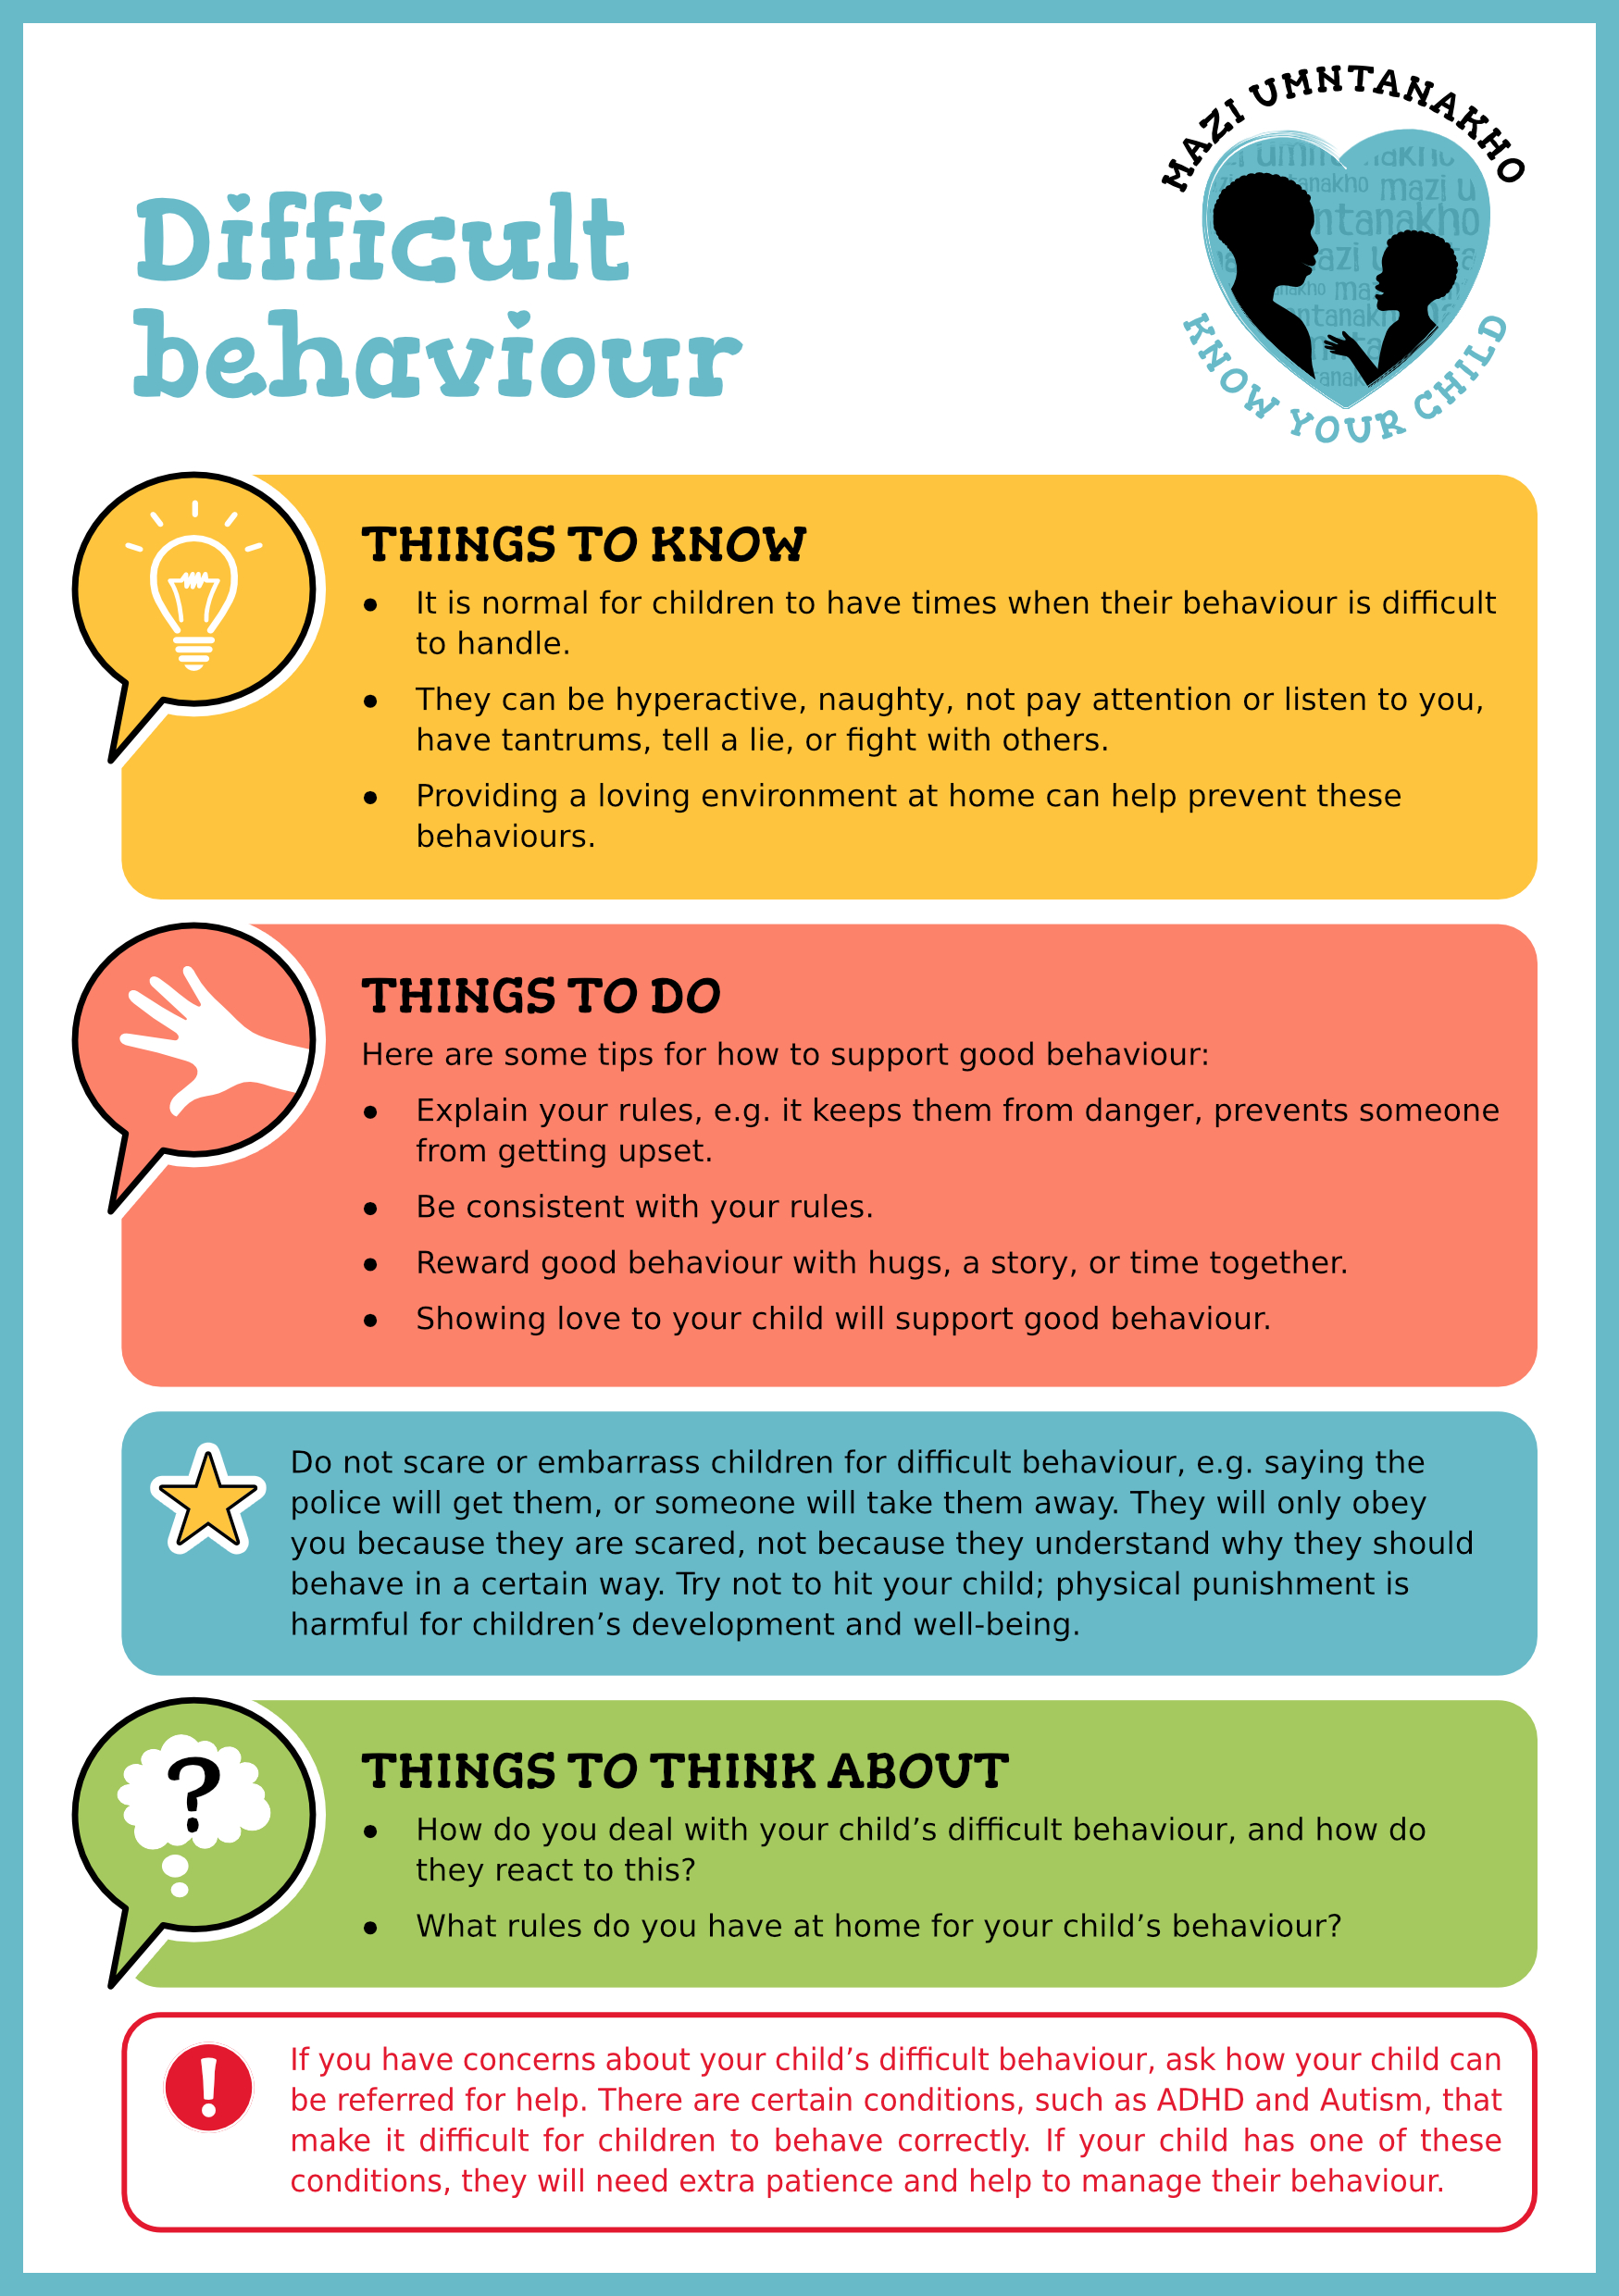 MAZI UMNTANAKHO
KNOW YOUR CHILD
Difficult
behaviour
THINGS TO KNOW
● It is normal for children to have times when their behaviour is difficult
to handle.
● They can be hyperactive, naughty, not pay attention or listen to you,
have tantrums, tell a lie, or fight with others.
● Providing a loving environment at home can help prevent these
behaviours.
THINGS TO DO
Here are some tips for how to support good behaviour:
● Explain your rules, e.g. it keeps them from danger, prevents someone
from getting upset.
● Be consistent with your rules.
● Reward good behaviour with hugs, a story, or time together.
● Showing love to your child will support good behaviour.
Do not scare or embarrass children for difficult behaviour, e.g. saying the
police will get them, or someone will take them away. They will only obey
you because they are scared, not because they understand why they should
behave in a certain way. Try not to hit your child; physical punishment is
harmful for children’s development and well-being.
?
THINGS TO THINK ABOUT
● How do you deal with your child’s difficult behaviour, and how do
they react to this?
● What rules do you have at home for your child’s behaviour?
!
If you have concerns about your child’s difficult behaviour, ask how your child can
be referred for help. There are certain conditions, such as ADHD and Autism, that
make it difficult for children to behave correctly. If your child has one of these
conditions, they will need extra patience and help to manage their behaviour.